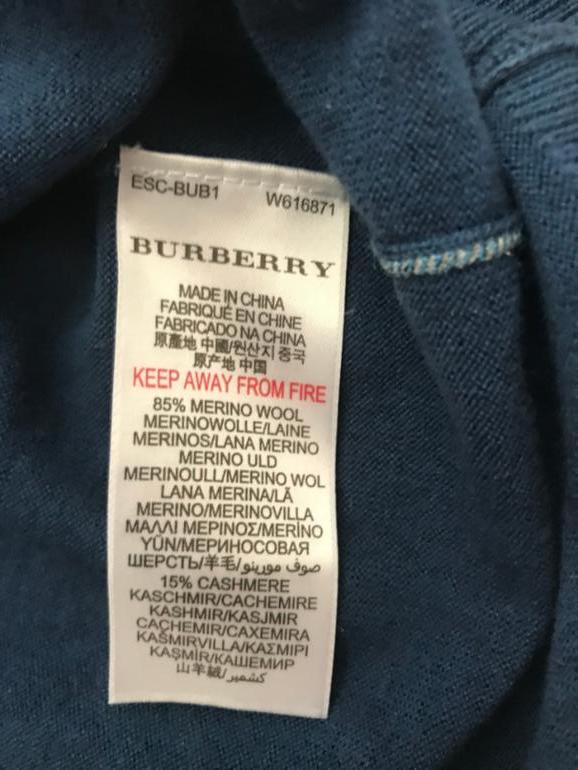 ESC-BUB1 W616871
BURBERRY
MADE IN CHINA
FABRIQUÉ EN CHINE
FABRICADO NA CHINA
原產地 中國/원산지 중국
原产地 中国
KEEP AWAY FROM FIRE
85% MERINO WOOL
MERINOWOLLE/LAINE
MERINOS/LANA MERINO
MERINO ULD
MERINOULL/MERINO WOL
LANA MERINA/LÃ
MERINO/MERINOVILLA
ΜΑΛΛΙ ΜΕΡΙΝΟΣ/MERİNO
YÜN/МЕРИНОСОВАЯ
ШЕРСТЬ/羊毛/صوف مورينو
15% CASHMERE
KASCHMIR/CACHEMIRE
KASHMIR/KASJMIR
CACHEMIR/CAXEMIRA
KAŠMIRVILLA/ΚΑΣΜΙΡΙ
KAŞMİR/КАШЕМИР
山羊絨/كشمير